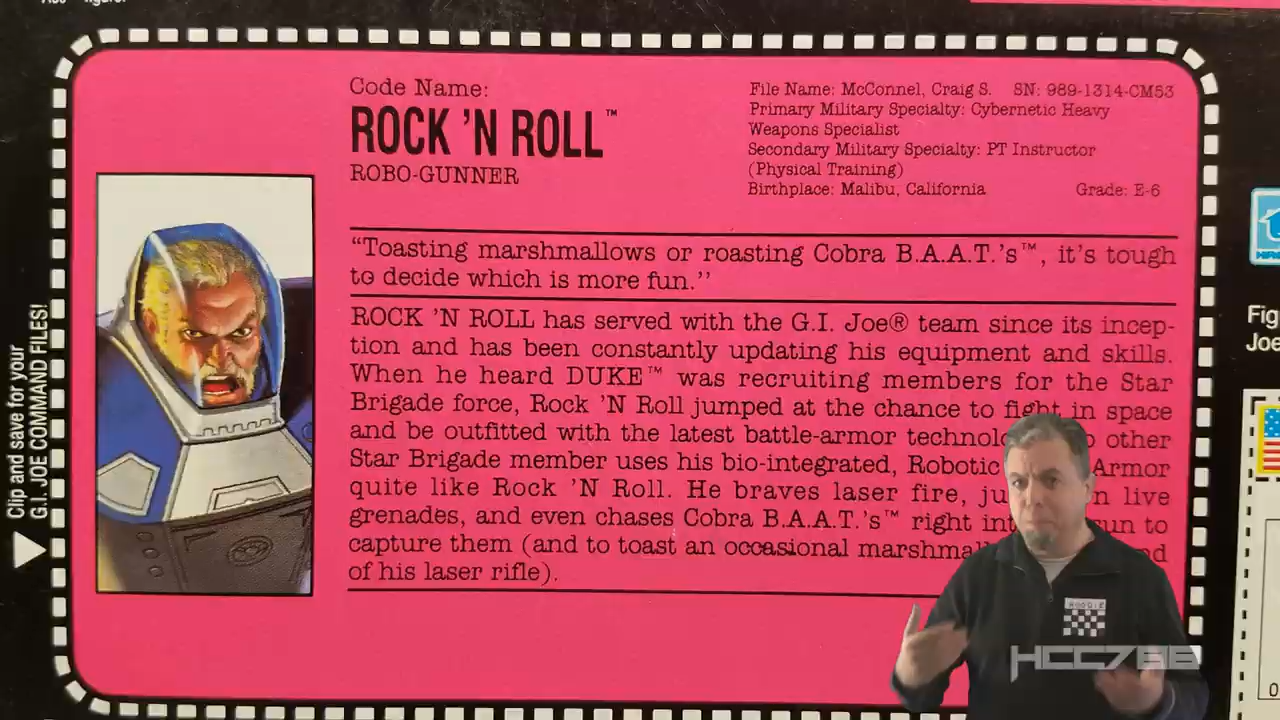 Code Name:
ROCK 'N ROLL™
ROBO-GUNNER
File Name: McConnel, Craig S. SN: 989-1314-CM53
Primary Military Specialty: Cybernetic Heavy
Weapons Specialist
Secondary Military Specialty: PT Instructor
(Physical Training)
Birthplace: Malibu, California Grade: E-6
“Toasting marshmallows or roasting Cobra B.A.A.T.'s™, it's tough
to decide which is more fun.”
ROCK 'N ROLL has served with the G.I. Joe® team since its incep-
tion and has been constantly updating his equipment and skills.
When he heard DUKE™ was recruiting members for the Star
Brigade force, Rock 'N Roll jumped at the chance to fight in space
and be outfitted with the latest battle-armor other
Star Brigade member uses his bio-integrated, Robotic Armor
quite like Rock 'N Roll. He braves laser fire, live
grenades, and even chases Cobra B.A.A.T.'s™ right to
capture them (and to toast an occasional
of his laser rifle).
Clip and save for your
G.I. JOE COMMAND FILES!
Fig
Joe
HCC788